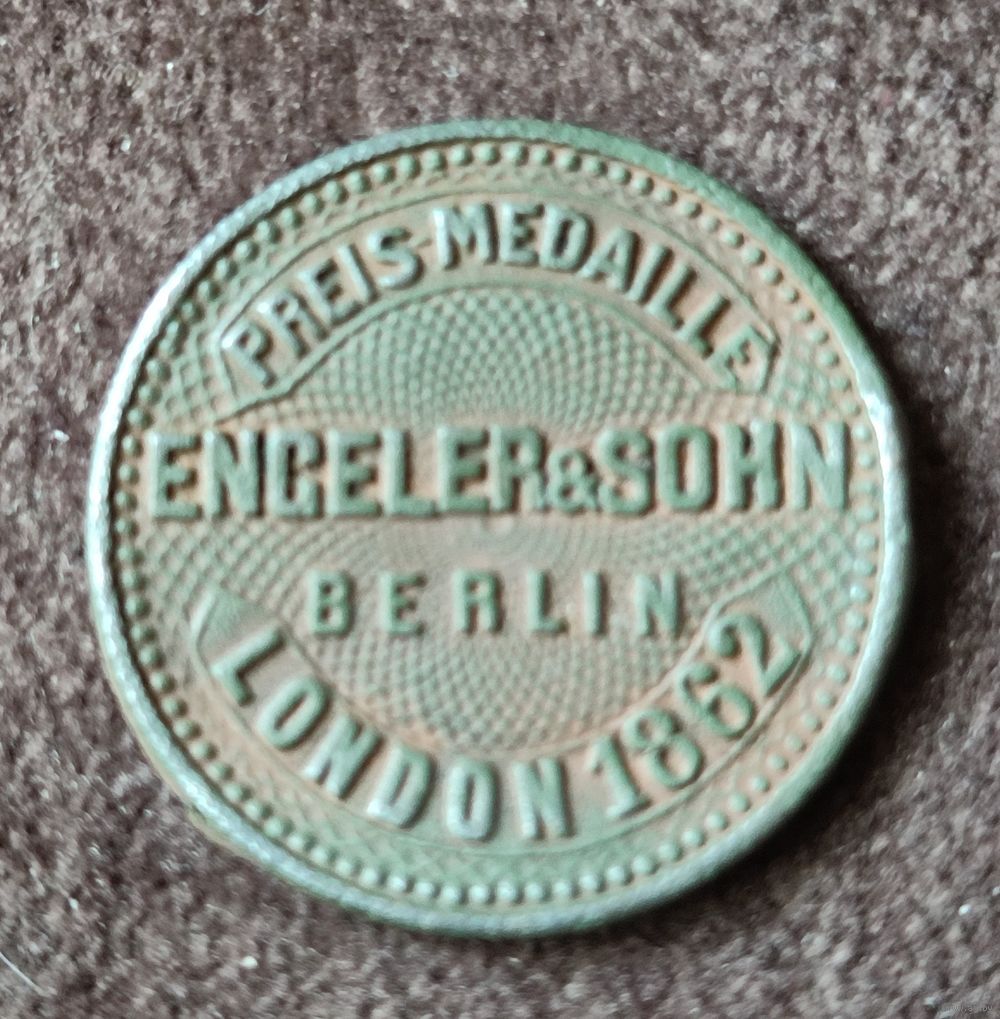 PREIS-MEDAILLE
ENGELER & SOHN
BERLIN
LONDON 1862